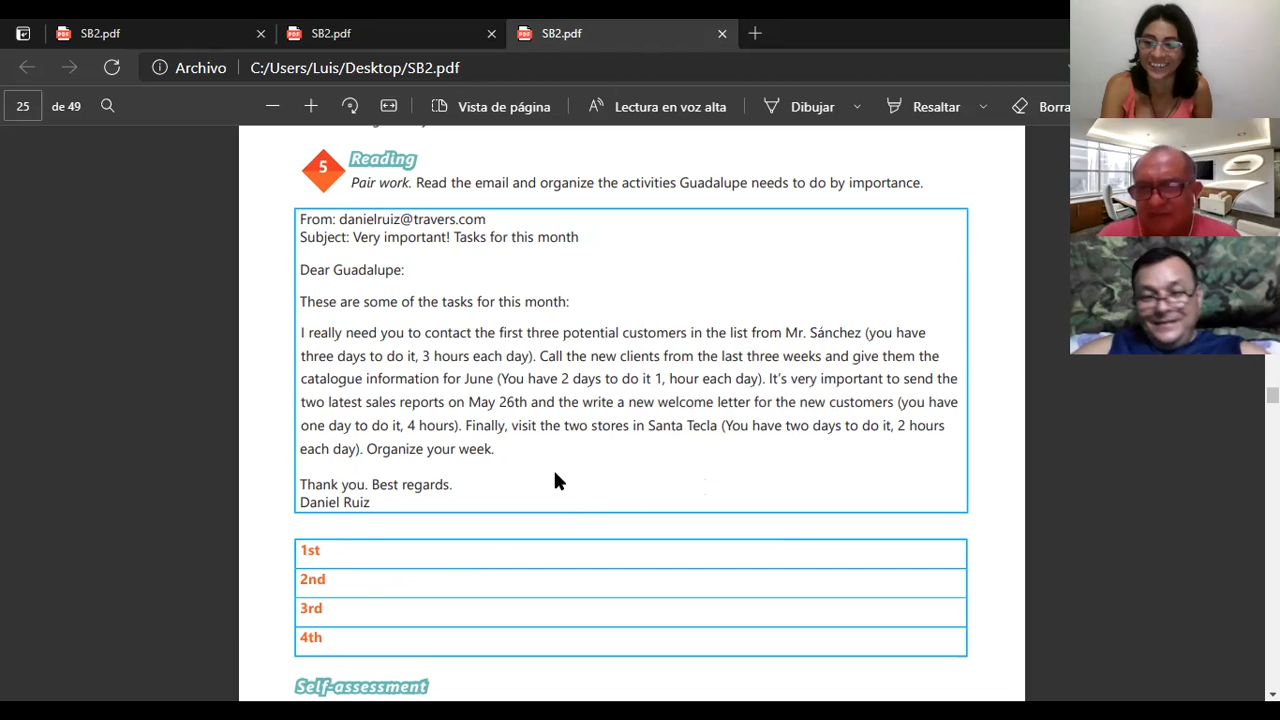 SB2.pdf
SB2.pdf
SB2.pdf
Archivo
C:/Users/Luis/Desktop/SB2.pdf
25
de 49
Vista de página
Lectura en voz alta
Dibujar
Resaltar
Borra
5
Reading
Pair work. Read the email and organize the activities Guadalupe needs to do by importance.
From: danielruiz@travers.com
Subject: Very important! Tasks for this month
Dear Guadalupe:
These are some of the tasks for this month:
I really need you to contact the first three potential customers in the list from Mr. Sánchez (you have
three days to do it, 3 hours each day). Call the new clients from the last three weeks and give them the
catalogue information for June (You have 2 days to do it 1, hour each day). It's very important to send the
two latest sales reports on May 26th and the write a new welcome letter for the new customers (you have
one day to do it, 4 hours). Finally, visit the two stores in Santa Tecla (You have two days to do it, 2 hours
each day). Organize your week.
Thank you. Best regards.
Daniel Ruiz
1st
2nd
3rd
4th
Self-assessment